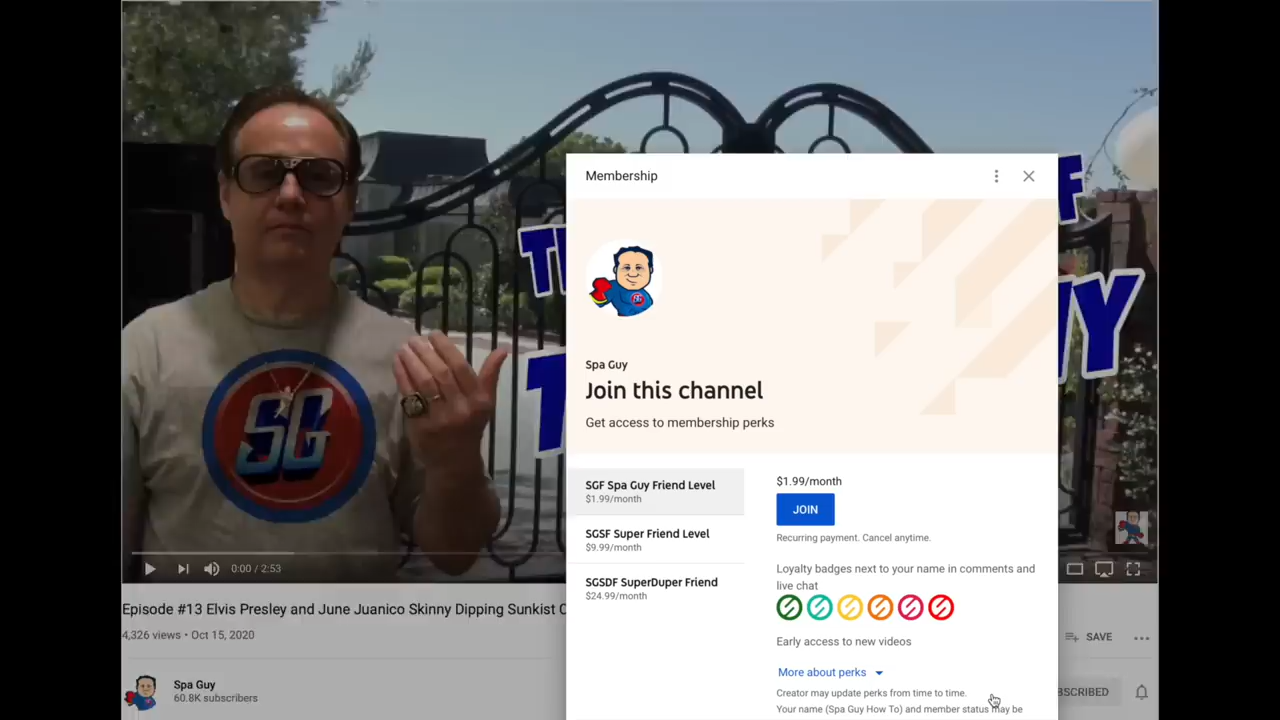 SG
Membership
SG
Spa Guy
Join this channel
Get access to membership perks
SGF Spa Guy Friend Level
$1.99/month
SGSF Super Friend Level
$9.99/month
SGSDF SuperDuper Friend
$24.99/month
$1.99/month
JOIN
Recurring payment. Cancel anytime.
Loyalty badges next to your name in comments and
live chat
Early access to new videos
More about perks
Creator may update perks from time to time.
Your name (Spa Guy How To) and member status may be
0:00 / 2:53
Episode #13 Elvis Presley and June Juanico Skinny Dipping Sunkist
4,326 views • Oct 15, 2020
SAVE
Spa Guy
60.8K subscribers